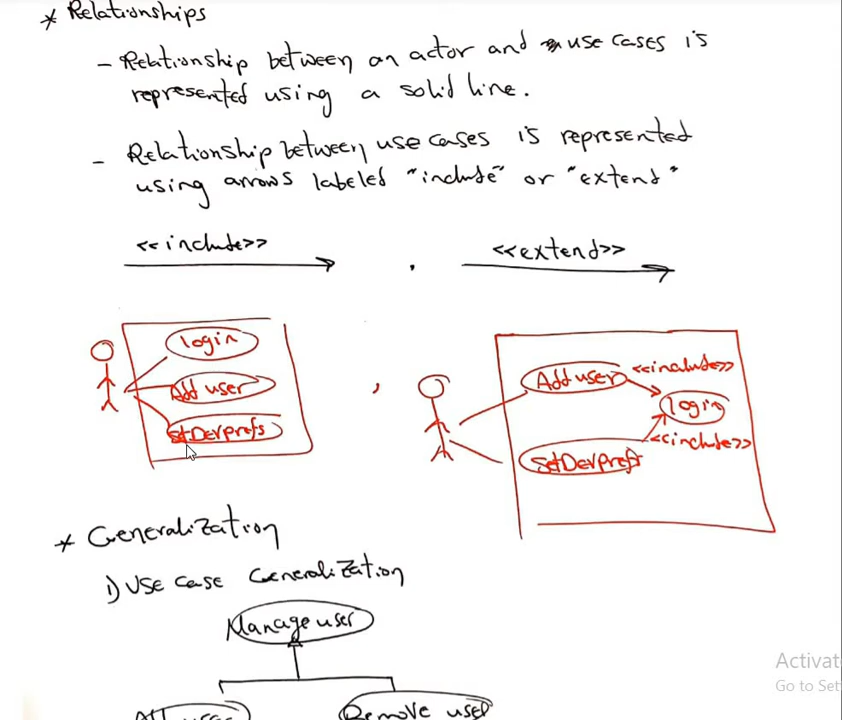 * Relationships
- Relationship between an actor and use cases is
represented using a solid line.
- Relationship between use cases is represented
using arrows labeled "include" or "extend"
<<include>> , <<extend>>
login
Add user
SetDevprefs
,
Add user <<include>>
login
<<include>>
SetDevprefs
* Generalization
1) Use case Generalization
Manage user
Add user Remove user
Activat
Go to Set